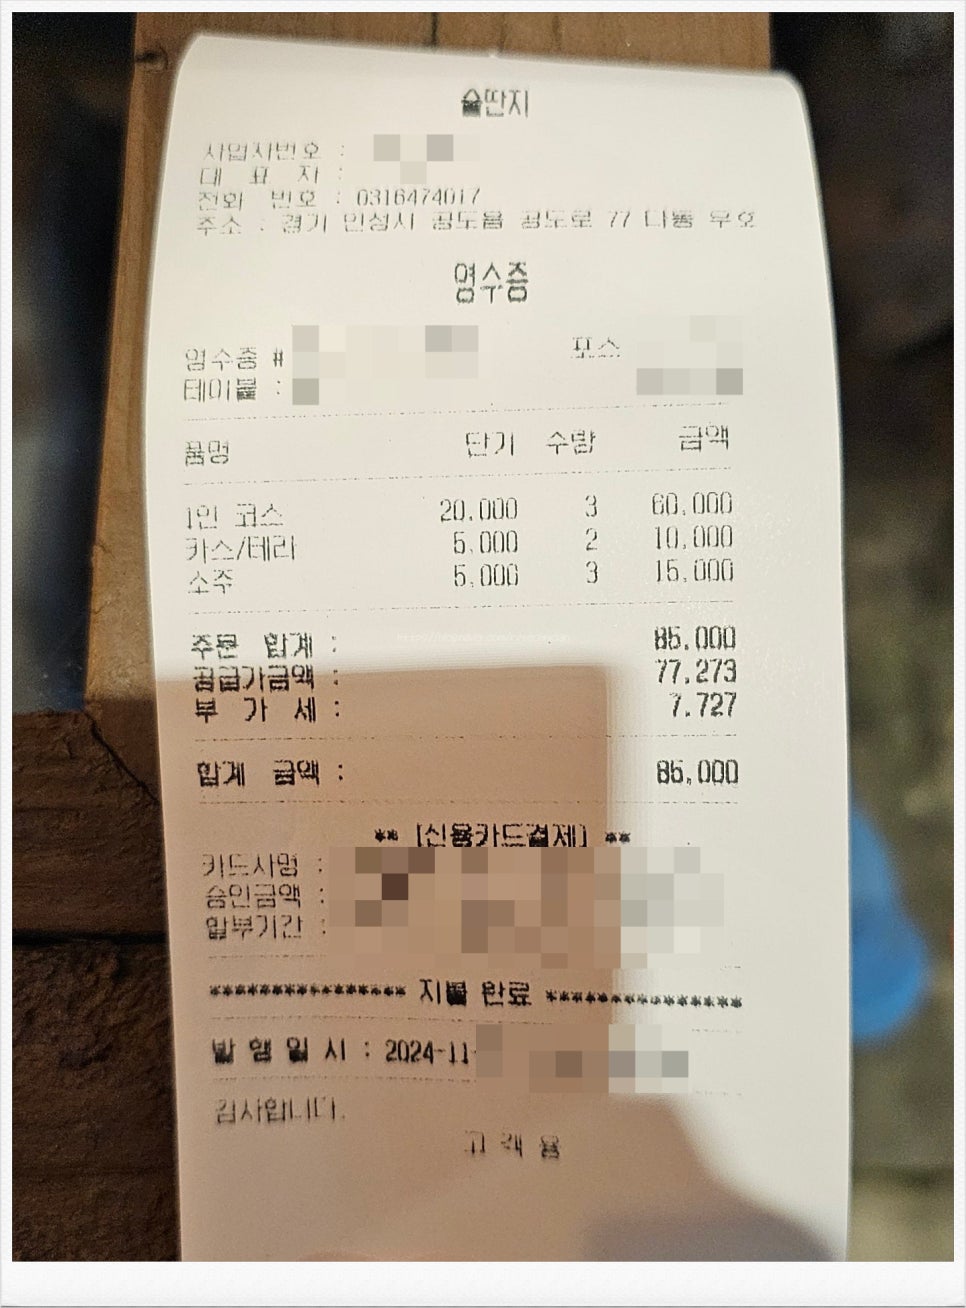 술딴지
사업자번호 :
대 표 자 :
전화 번호 : 0316474017
주소 : 경기 안성시 공도읍 공도로 77 다동 우호
영수증
영수증 # 포스
테이블 :
품명 단가 수량 금액
1인 코스 20,000 3 60,000
카스/테라 5,000 2 10,000
소주 5,000 3 15,000
주문 합계 : 85,000
공급가금액 : 77,273
부 가 세 : 7,727
합계 금액 : 85,000
** [신용카드결제] **
카드사명 :
승인금액 :
할부기간 :
지불 완료
발 행 일 시 : 2024-11-
감사합니다.
고 객 용